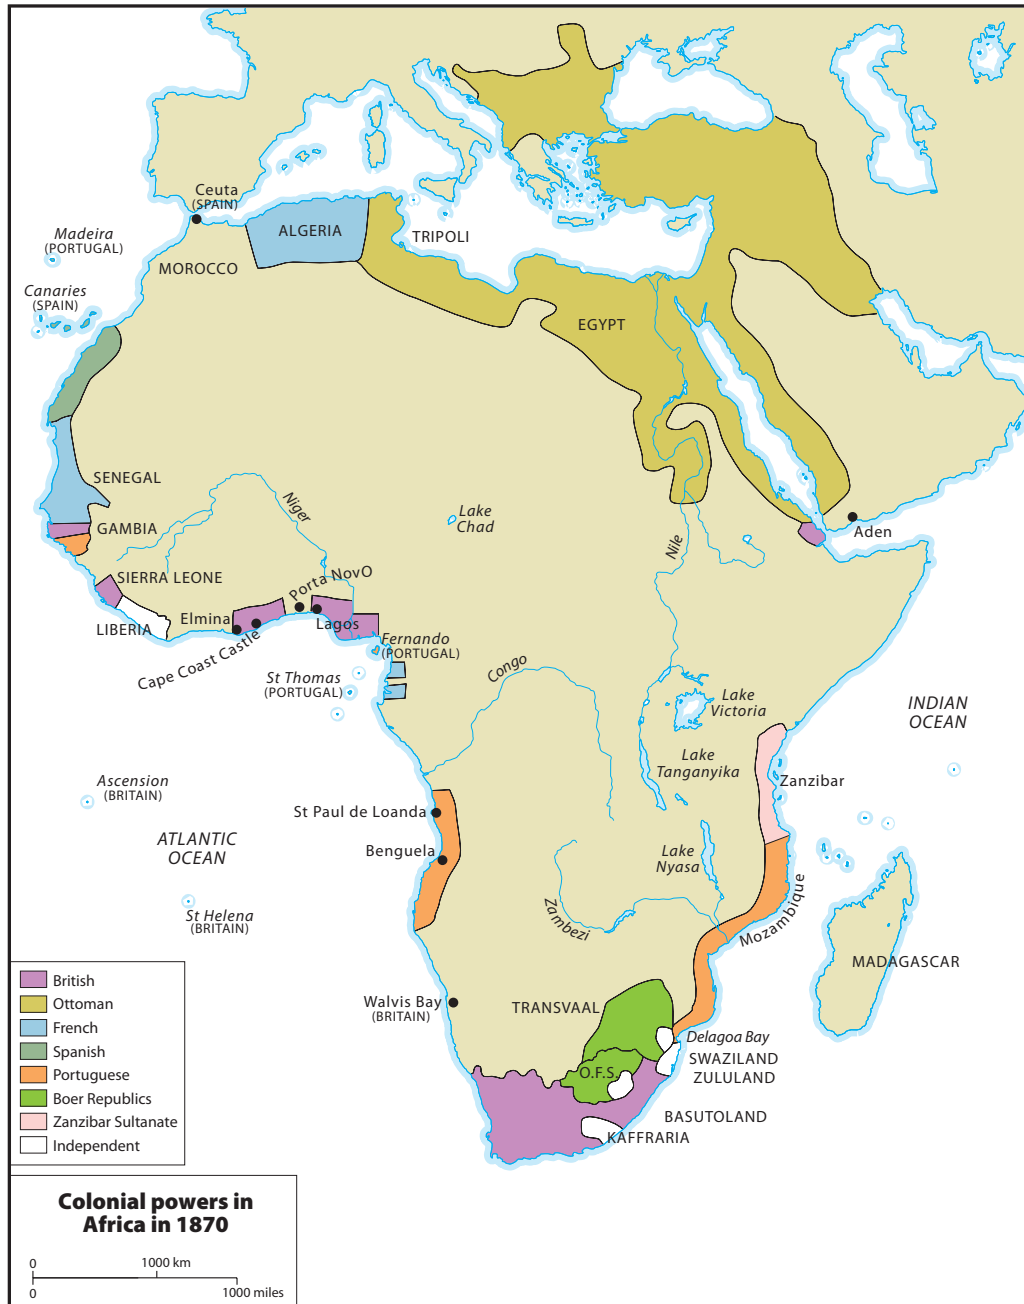 Ceuta
(SPAIN)
Madeira
(PORTUGAL)
ALGERIA
TRIPOLI
MOROCCO
Canaries
(SPAIN)
EGYPT
SENEGAL
Niger
Lake
Chad
GAMBIA
Nile
Aden
SIERRA LEONE
Porta NovO
Elmina
LIBERIA
Lagos
Cape Coast Castle
Fernando
(PORTUGAL)
St Thomas
(PORTUGAL)
Congo
Lake
Victoria
INDIAN
OCEAN
Lake
Tanganyika
Zanzibar
Ascension
(BRITAIN)
St Paul de Loanda
ATLANTIC
OCEAN
Benguela
Lake
Nyasa
St Helena
(BRITAIN)
Zambezi
Mozambique
MADAGASCAR
Walvis Bay
(BRITAIN)
TRANSVAAL
Delagoa Bay
SWAZILAND
ZULULAND
O.F.S.
BASUTOLAND
KAFFRARIA
British
Ottoman
French
Spanish
Portuguese
Boer Republics
Zanzibar Sultanate
Independent
Colonial powers in
Africa in 1870
0 1000 km
0 1000 miles